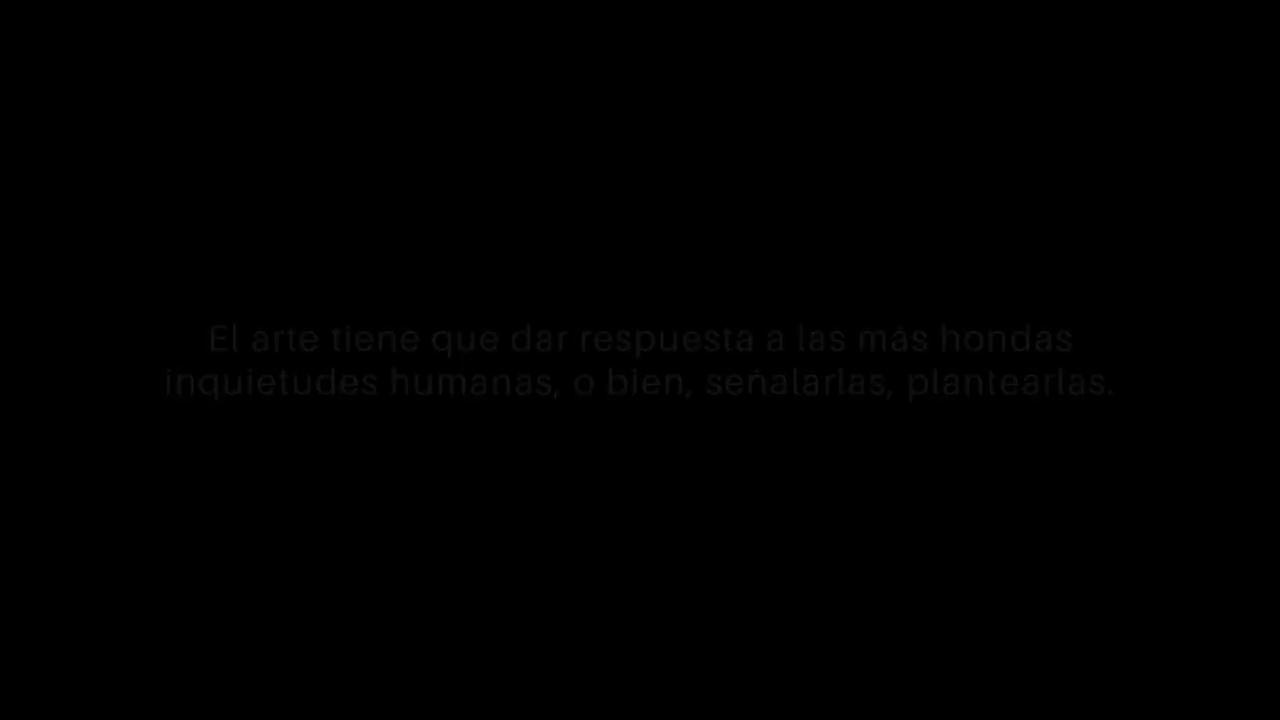 El arte tiene que dar respuesta a las más hondas
inquietudes humanas, o bien, señalarlas, plantearlas.